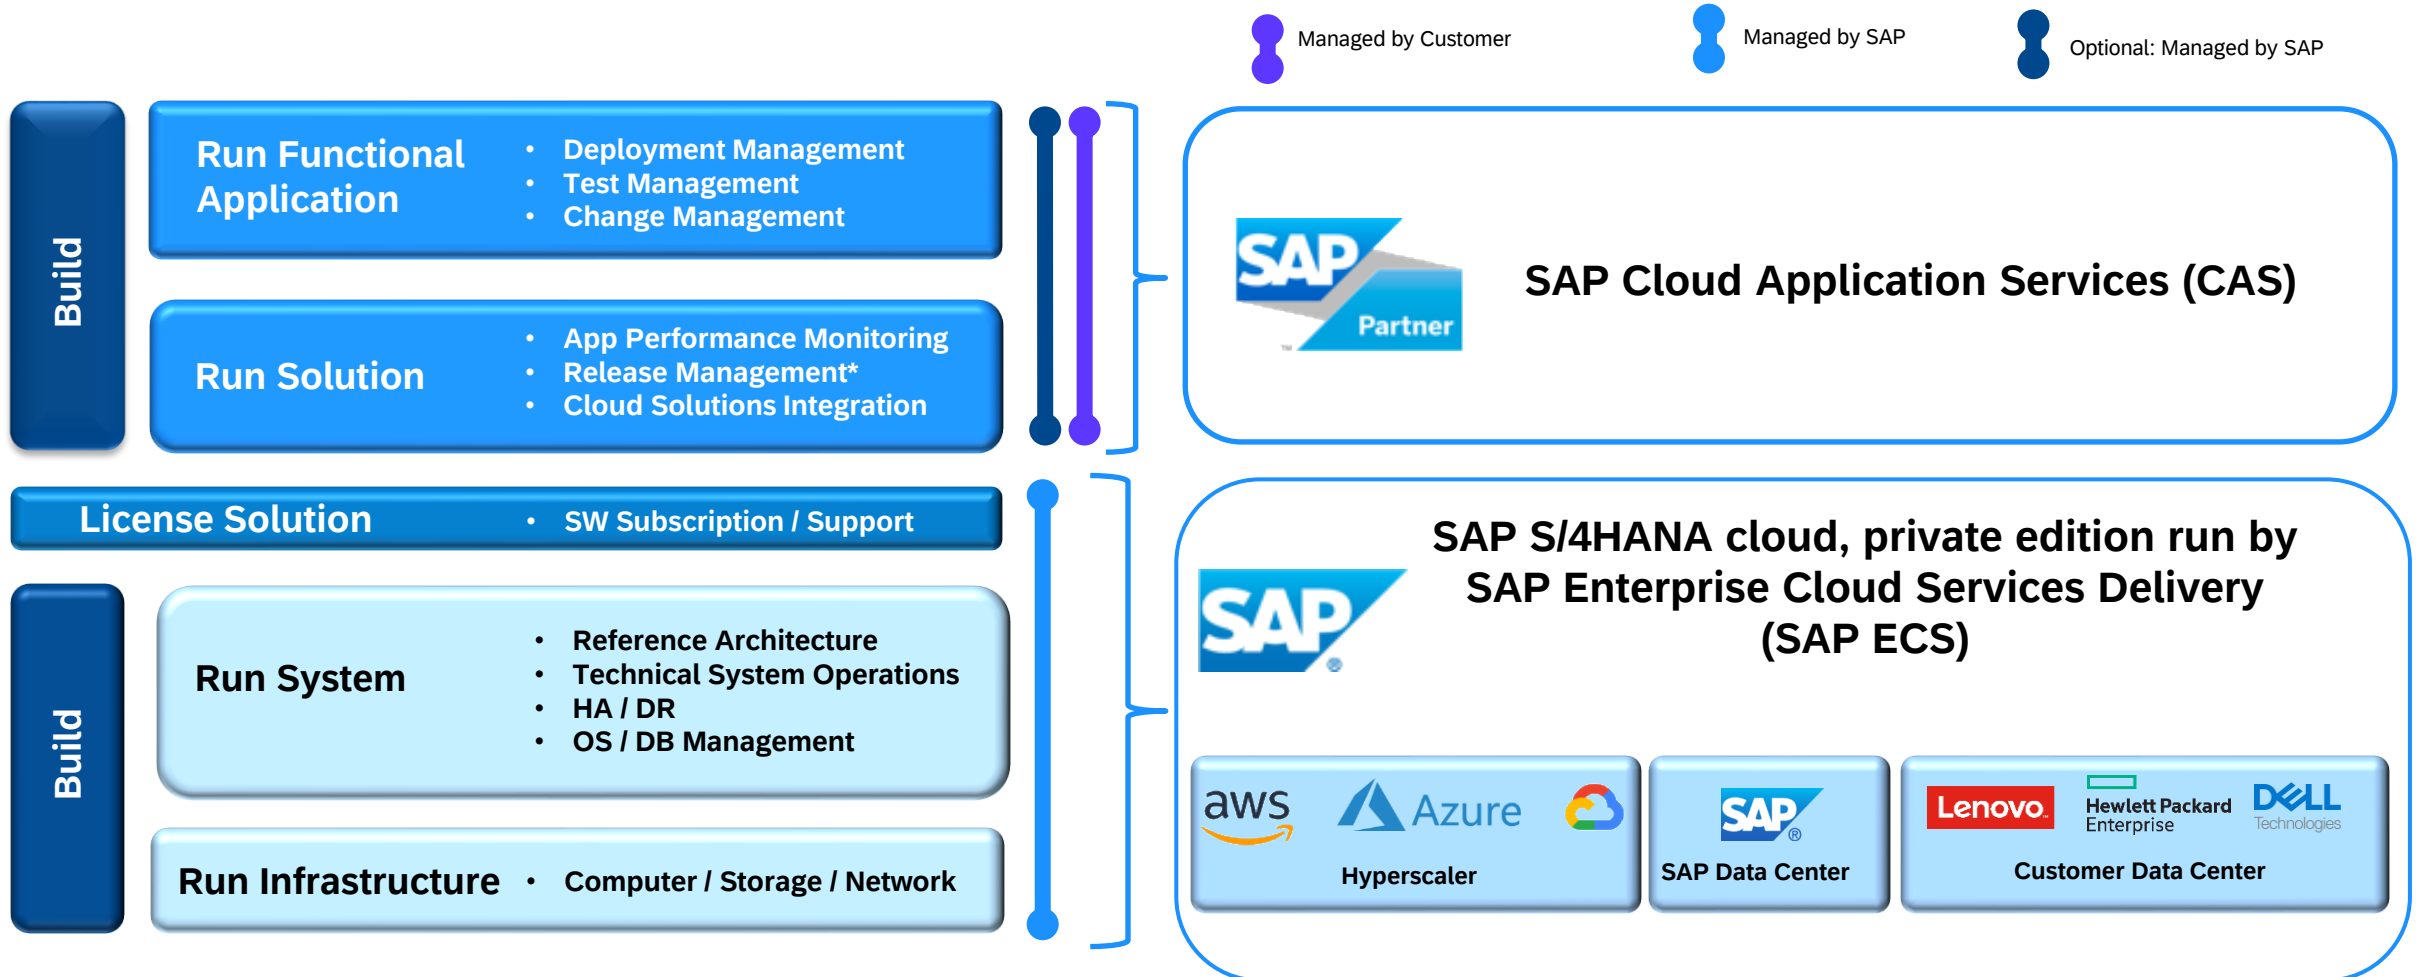 Managed by Customer
Managed by SAP
Optional: Managed by SAP
Build
Run Functional
Application
• Deployment Management
• Test Management
• Change Management
Run Solution
• App Performance Monitoring
• Release Management*
• Cloud Solutions Integration
SAP
Partner
™
SAP Cloud Application Services (CAS)
License Solution
• SW Subscription / Support
Build
Run System
• Reference Architecture
• Technical System Operations
• HA / DR
• OS / DB Management
Run Infrastructure
• Computer / Storage / Network
SAP®
SAP S/4HANA cloud, private edition run by
SAP Enterprise Cloud Services Delivery
(SAP ECS)
aws
Azure
Hyperscaler
SAP®
SAP Data Center
Lenovo™
Hewlett Packard
Enterprise
DELL
Technologies
Customer Data Center